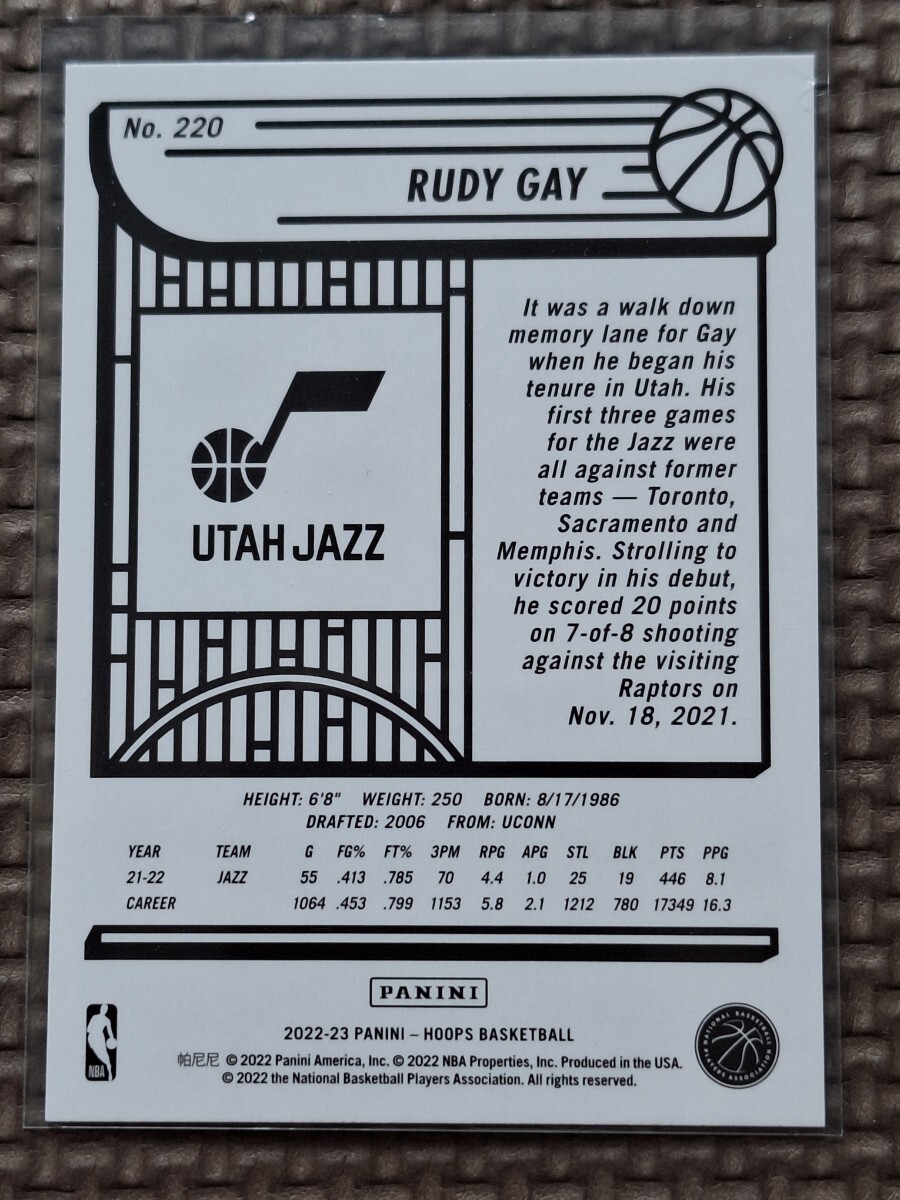 No. 220
RUDY GAY
UTAH JAZZ
It was a walk down
memory lane for Gay
when he began his
tenure in Utah. His
first three games
for the Jazz were
all against former
teams — Toronto,
Sacramento and
Memphis. Strolling to
victory in his debut,
he scored 20 points
on 7-of-8 shooting
against the visiting
Raptors on
Nov. 18, 2021.
HEIGHT: 6'8" WEIGHT: 250 BORN: 8/17/1986
DRAFTED: 2006 FROM: UCONN
YEAR TEAM G FG% FT% 3PM RPG APG STL BLK PTS PPG
21-22 JAZZ 55 .413 .785 70 4.4 1.0 25 19 446 8.1
CAREER 1064 .453 .799 1153 5.8 2.1 1212 780 17349 16.3
PANINI
2022-23 PANINI – HOOPS BASKETBALL
帕尼尼 © 2022 Panini America, Inc. © 2022 NBA Properties, Inc. Produced in the USA.
© 2022 the National Basketball Players Association. All rights reserved.
NBA
NATIONAL BASKETBALL
PLAYERS ASSOCIATION